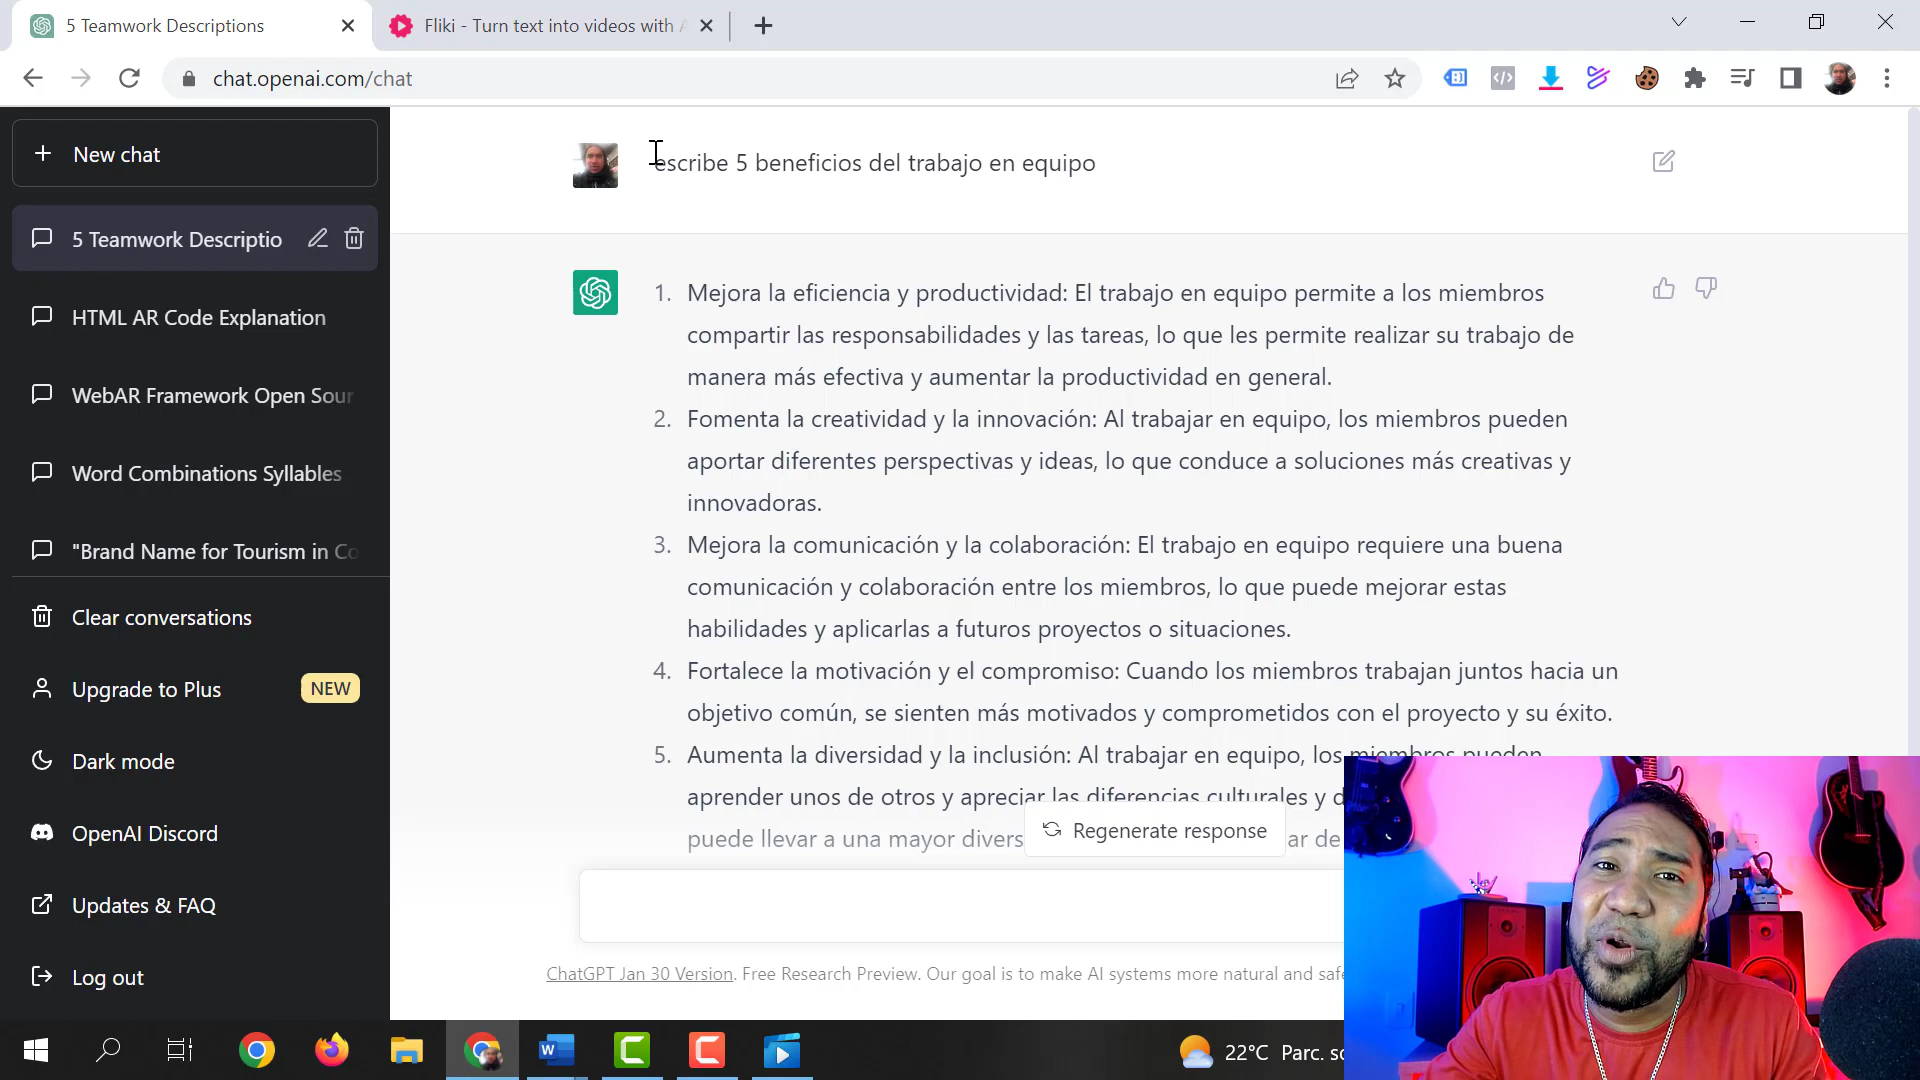 5 Teamwork Descriptions
Fliki - Turn text into videos with
chat.openai.com/chat
New chat
5 Teamwork Descriptio
HTML AR Code Explanation
WebAR Framework Open Sour
Word Combinations Syllables
"Brand Name for Tourism in Co
Clear conversations
Upgrade to Plus NEW
Dark mode
OpenAI Discord
Updates & FAQ
Log out
escribe 5 beneficios del trabajo en equipo
1. Mejora la eficiencia y productividad: El trabajo en equipo permite a los miembros
compartir las responsabilidades y las tareas, lo que les permite realizar su trabajo de
manera más efectiva y aumentar la productividad en general.
2. Fomenta la creatividad y la innovación: Al trabajar en equipo, los miembros pueden
aportar diferentes perspectivas y ideas, lo que conduce a soluciones más creativas y
innovadoras.
3. Mejora la comunicación y la colaboración: El trabajo en equipo requiere una buena
comunicación y colaboración entre los miembros, lo que puede mejorar estas
habilidades y aplicarlas a futuros proyectos o situaciones.
4. Fortalece la motivación y el compromiso: Cuando los miembros trabajan juntos hacia un
objetivo común, se sienten más motivados y comprometidos con el proyecto y su éxito.
5. Aumenta la diversidad y la inclusión: Al trabajar en equipo, los miembros pueden
aprender unos de otros y apreciar las diferencias culturales y d
puede llevar a una mayor divers
ar de
Regenerate response
ChatGPT Jan 30 Version. Free Research Preview. Our goal is to make AI systems more natural and safe
22°C Parc. so